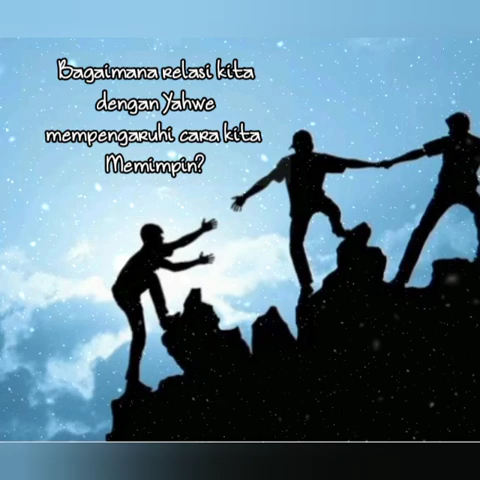 Bagaimana relasi kita
dengan Yahwe
mempengaruhi cara kita
Memimpin?